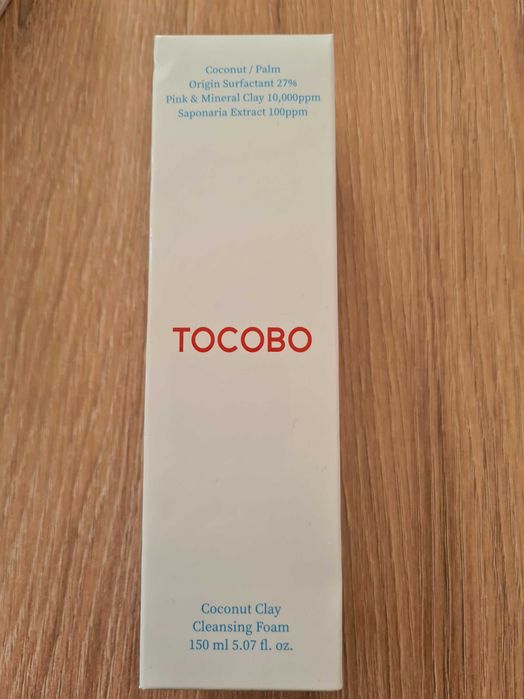 Coconut / Palm
Origin Surfactant 27%
Pink & Mineral Clay 10,000ppm
Saponaria Extract 100ppm
TOCOBO
Coconut Clay
Cleansing Foam
150 ml 5.07 fl. oz.